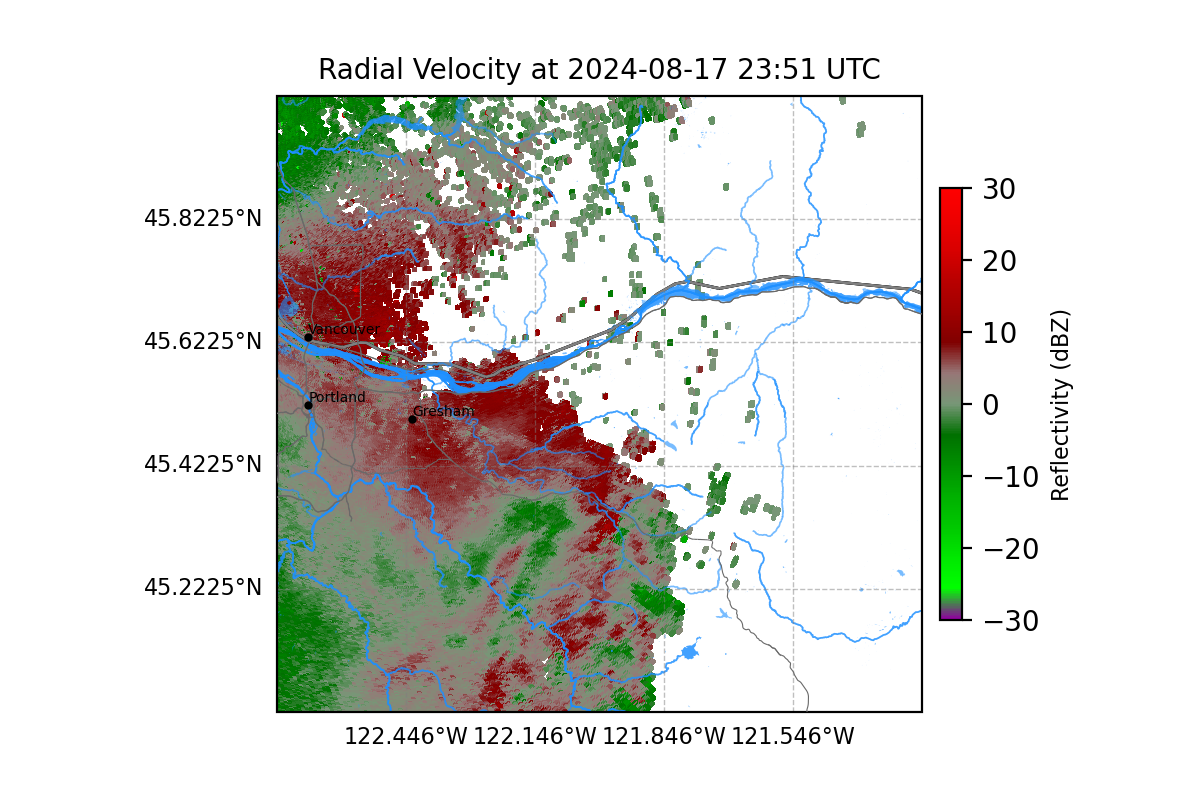 Radial Velocity at 2024-08-17 23:51 UTC
45.8225°N
45.6225°N
45.4225°N
45.2225°N
Vancouver
Portland
Gresham
122.446°W 122.146°W 121.846°W 121.546°W
30
20
10
0
−10
−20
−30
Reflectivity (dBZ)